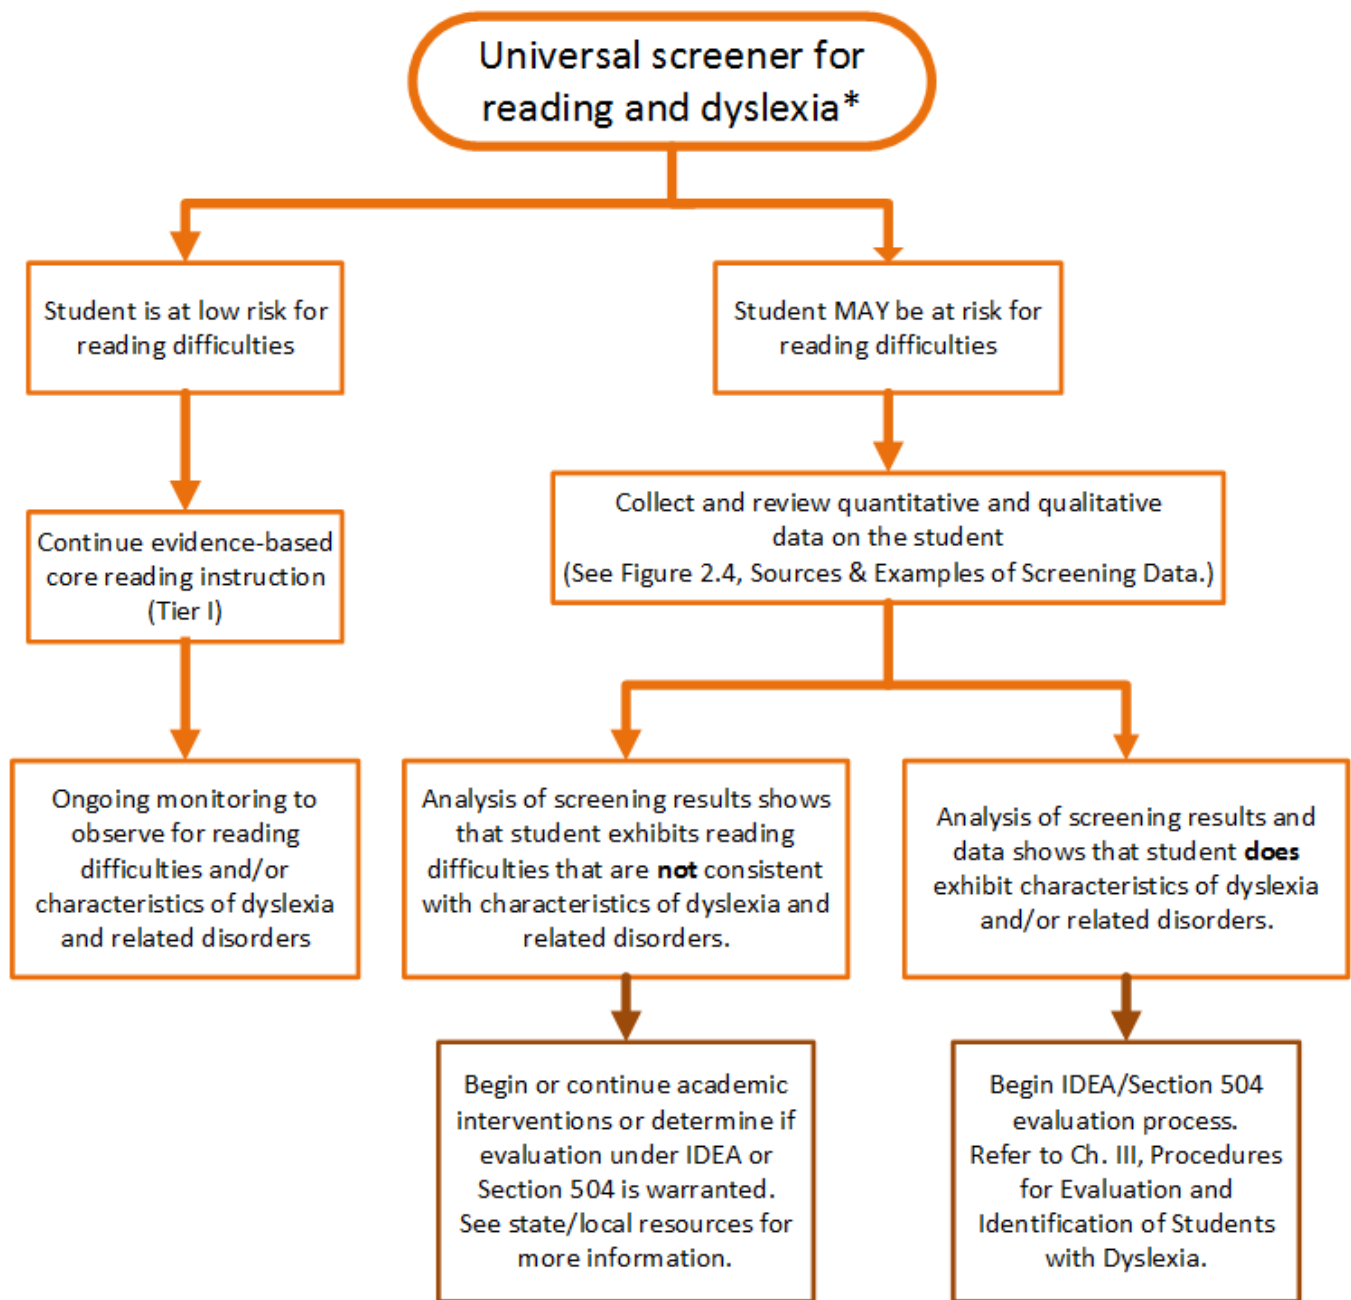 Universal screener for
reading and dyslexia*
Student is at low risk for
reading difficulties
Student MAY be at risk for
reading difficulties
Continue evidence-based
core reading instruction
(Tier I)
Collect and review quantitative and qualitative
data on the student
(See Figure 2.4, Sources & Examples of Screening Data.)
Ongoing monitoring to
observe for reading
difficulties and/or
characteristics of dyslexia
and related disorders
Analysis of screening results shows
that student exhibits reading
difficulties that are not consistent
with characteristics of dyslexia and
related disorders.
Analysis of screening results and
data shows that student does
exhibit characteristics of dyslexia
and/or related disorders.
Begin or continue academic
interventions or determine if
evaluation under IDEA or
Section 504 is warranted.
See state/local resources for
more information.
Begin IDEA/Section 504
evaluation process.
Refer to Ch. III, Procedures
for Evaluation and
Identification of Students
with Dyslexia.